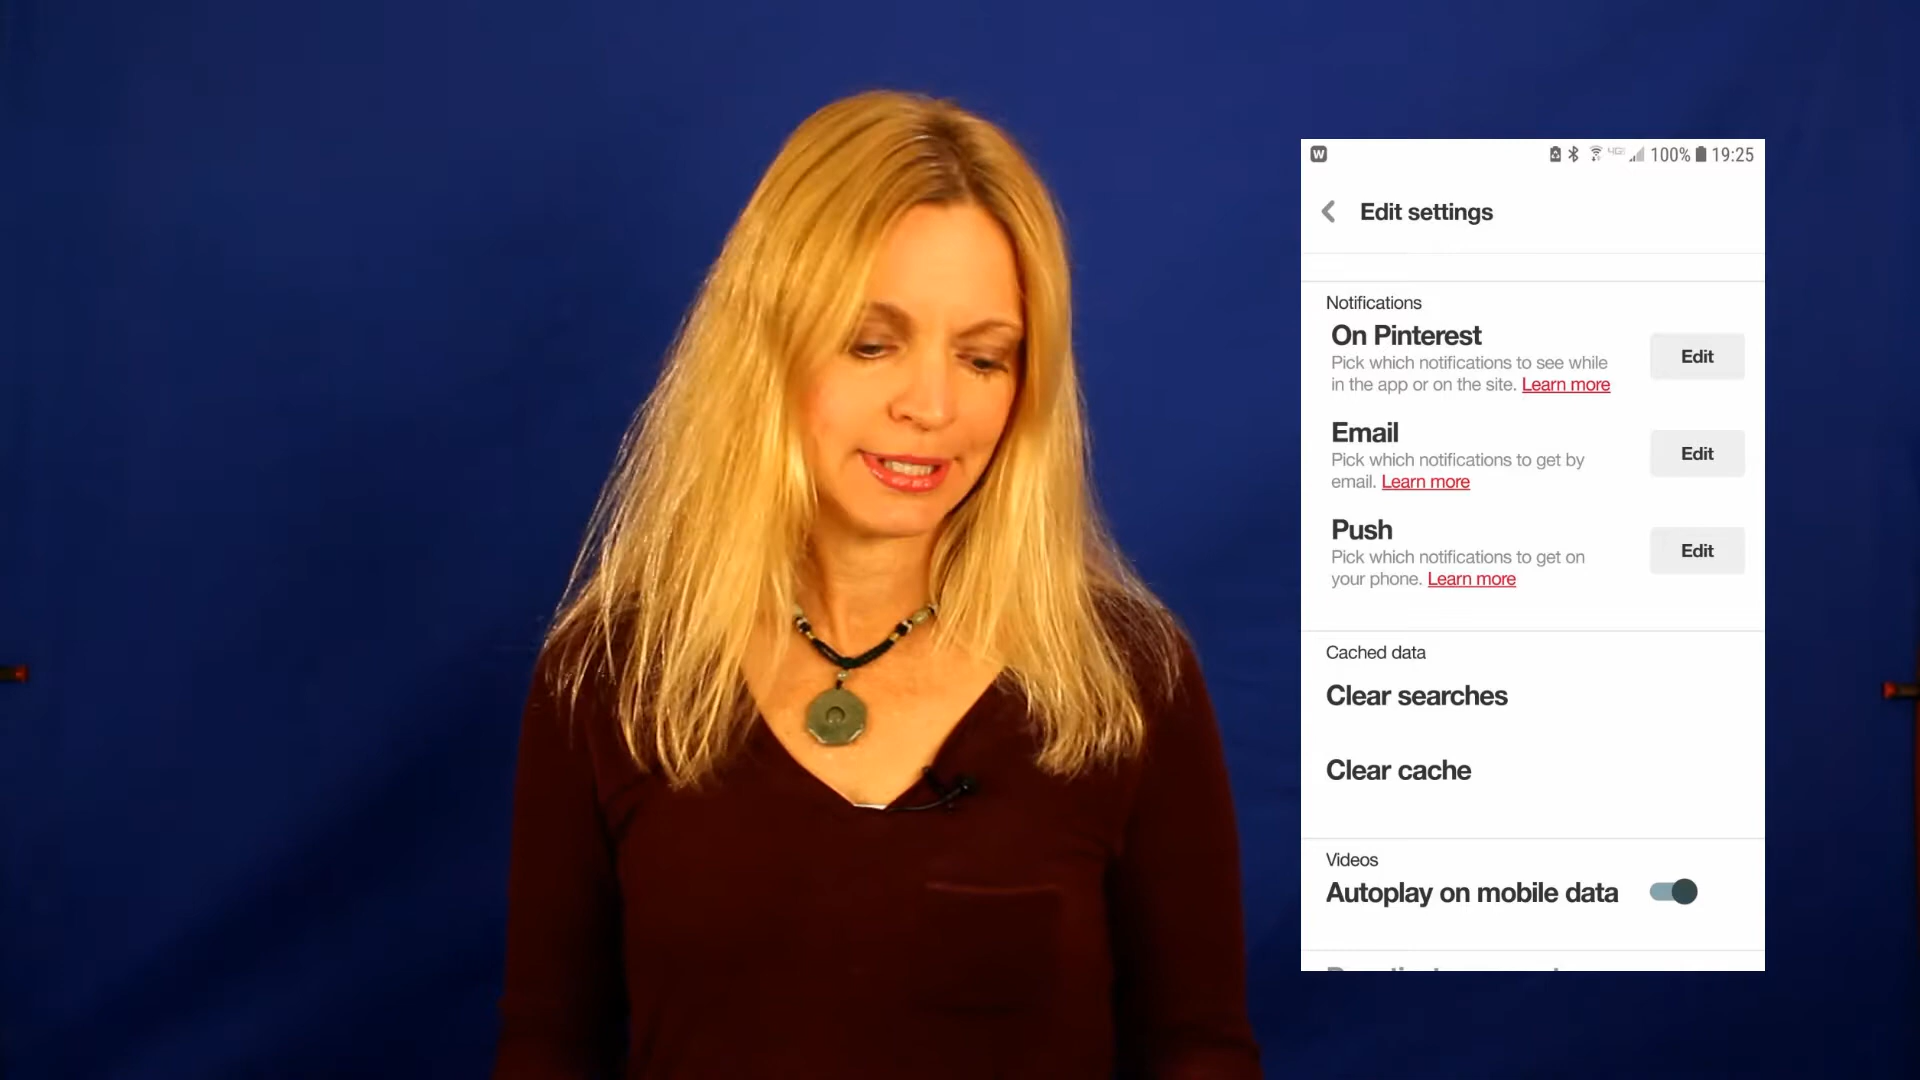 W 4G 100% 19:25
Edit settings
Notifications
On Pinterest
Pick which notifications to see while
in the app or on the site. Learn more
Edit
Email
Pick which notifications to get by
email. Learn more
Edit
Push
Pick which notifications to get on
your phone. Learn more
Edit
Cached data
Clear searches
Clear cache
Videos
Autoplay on mobile data